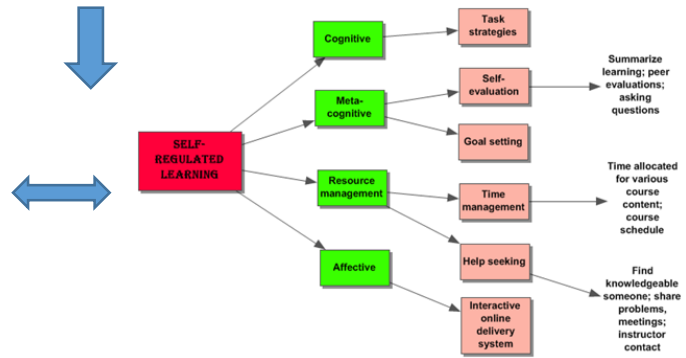 SELF-
REGULATED
LEARNING
Cognitive
Meta-
cognitive
Resource
management
Affective
Task
strategies
Self-
evaluation
Goal setting
Time
management
Help seeking
Interactive
online
delivery
system
Summarize
learning; peer
evaluations;
asking
questions
Time allocated
for various
course
content;
course
schedule
Find
knowledgeable
someone; share
problems,
meetings;
instructor
contact